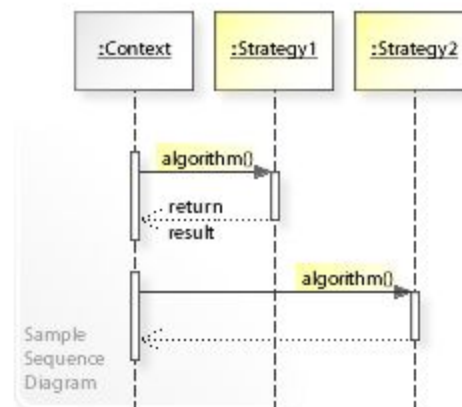 :Context
:Strategy1
:Strategy2
algorithm()
return
result
algorithm()
Sample
Sequence
Diagram